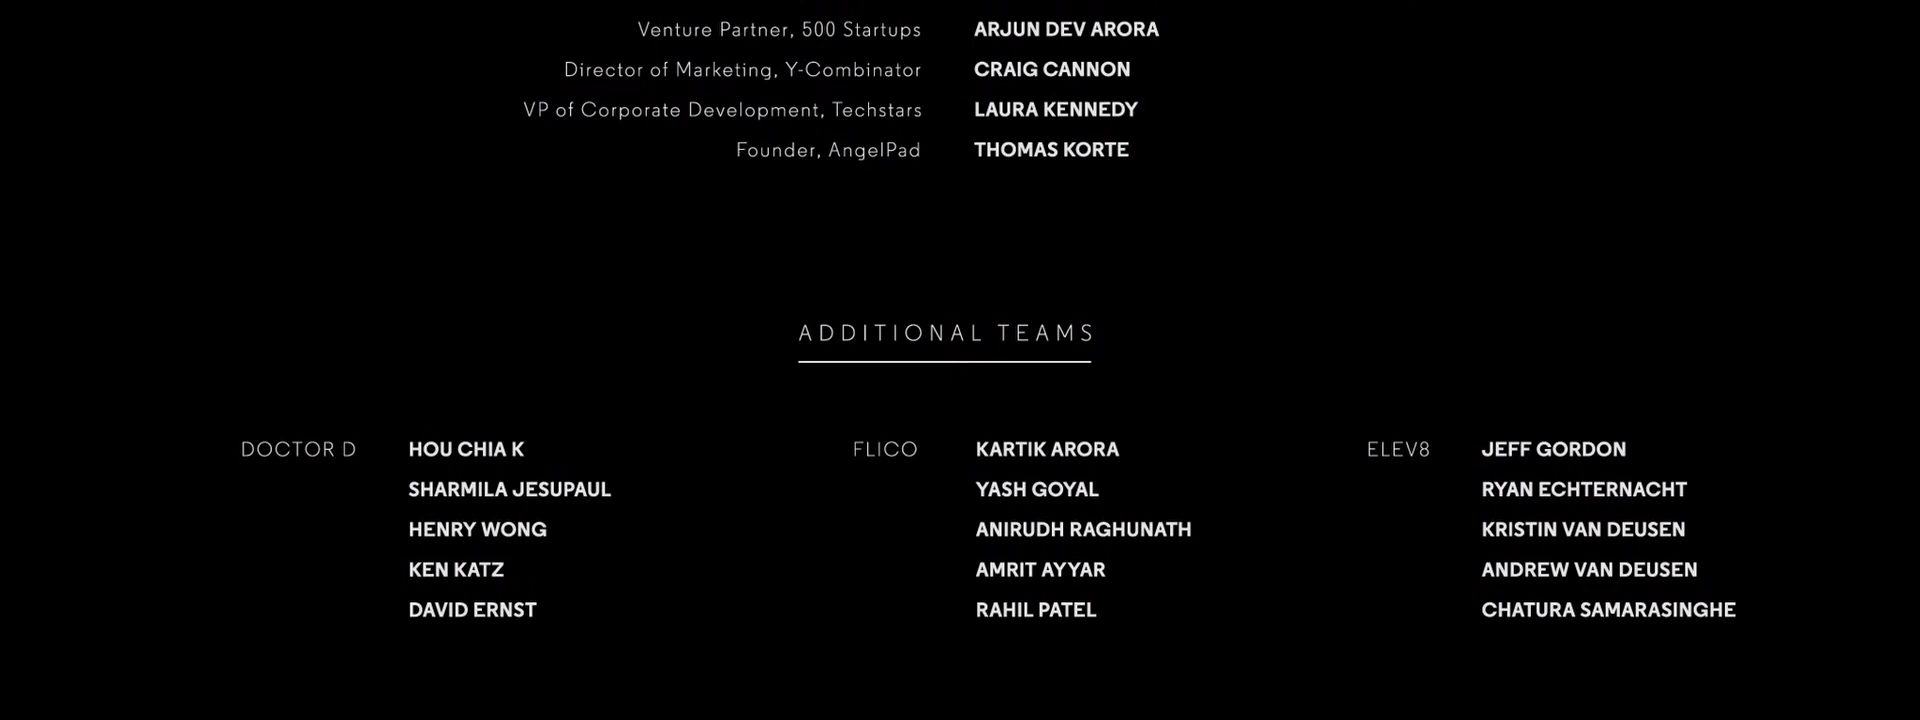 Venture Partner, 500 Startups ARJUN DEV ARORA
Director of Marketing, Y-Combinator CRAIG CANNON
VP of Corporate Development, Techstars LAURA KENNEDY
Founder, AngelPad THOMAS KORTE
ADDITIONAL TEAMS
DOCTOR D HOU CHIA K FLICO KARTIK ARORA ELEV8 JEFF GORDON
SHARMILA JESUPAUL YASH GOYAL RYAN ECHTERNACHT
HENRY WONG ANIRUDH RAGHUNATH KRISTIN VAN DEUSEN
KEN KATZ AMRIT AYYAR ANDREW VAN DEUSEN
DAVID ERNST RAHIL PATEL CHATURA SAMARASINGHE